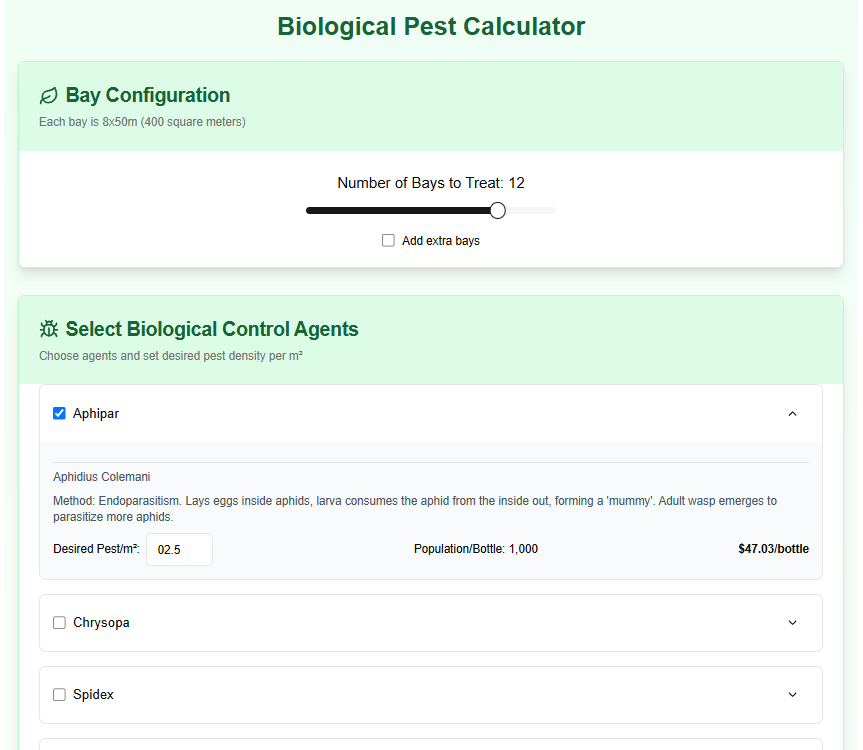 Biological Pest Calculator
Bay Configuration
Each bay is 8x50m (400 square meters)
Number of Bays to Treat: 12
Add extra bays
Select Biological Control Agents
Choose agents and set desired pest density per m²
Aphipar
Aphidius Colemani
Method: Endoparasitism. Lays eggs inside aphids, larva consumes the aphid from the inside out, forming a 'mummy'. Adult wasp emerges to
parasitize more aphids.
Desired Pest/m²: 02.5 Population/Bottle: 1,000 $47.03/bottle
Chrysopa
Spidex